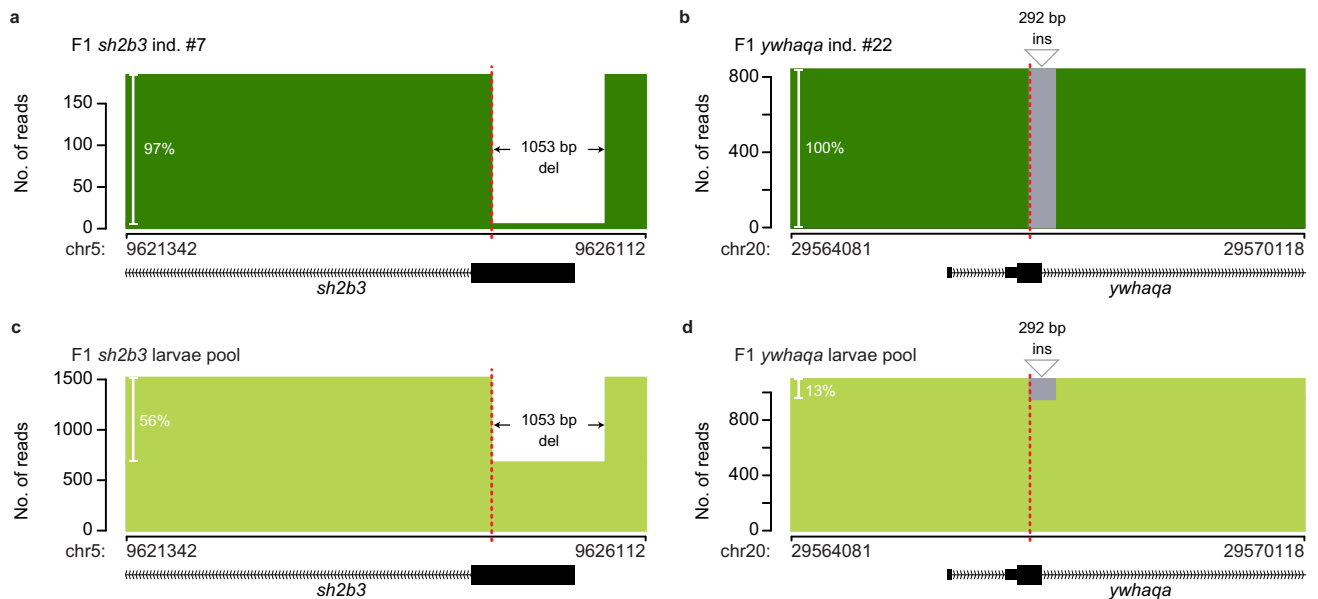 a
F1 sh2b3 ind. #7
No. of reads
150
100
50
0
97%
1053 bp
del
chr5:
9621342
9626112
sh2b3
b
292 bp
ins
F1 ywhaqa ind. #22
No. of reads
800
400
0
100%
chr20:
29564081
29570118
ywhaqa
c
F1 sh2b3 larvae pool
No. of reads
1500
1000
500
0
56%
1053 bp
del
chr5:
9621342
9626112
sh2b3
d
292 bp
ins
F1 ywhaqa larvae pool
No. of reads
800
400
0
13%
chr20:
29564081
29570118
ywhaqa